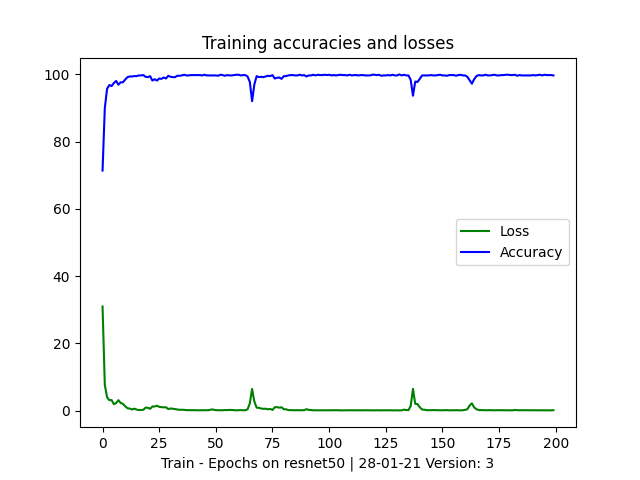 Training accuracies and losses
100
80
60
40
20
0
Loss
Accuracy
0 25 50 75 100 125 150 175 200
Train - Epochs on resnet50 | 28-01-21 Version: 3